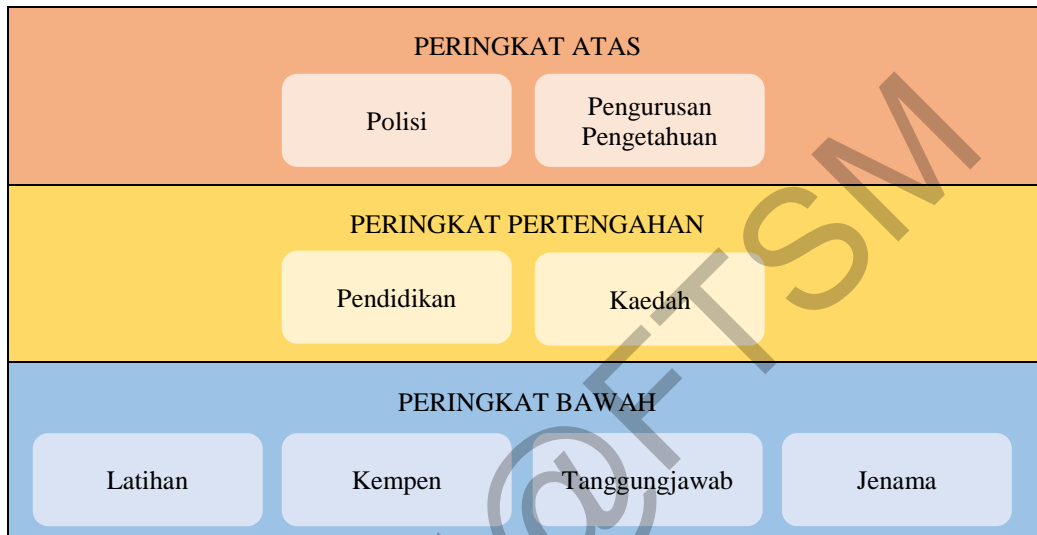 PERINGKAT ATAS
Polisi
Pengurusan
Pengetahuan
PERINGKAT PERTENGAHAN
Pendidikan
Kaedah
PERINGKAT BAWAH
Latihan
Kempen
Tanggungjawab
Jenama
@FTSM